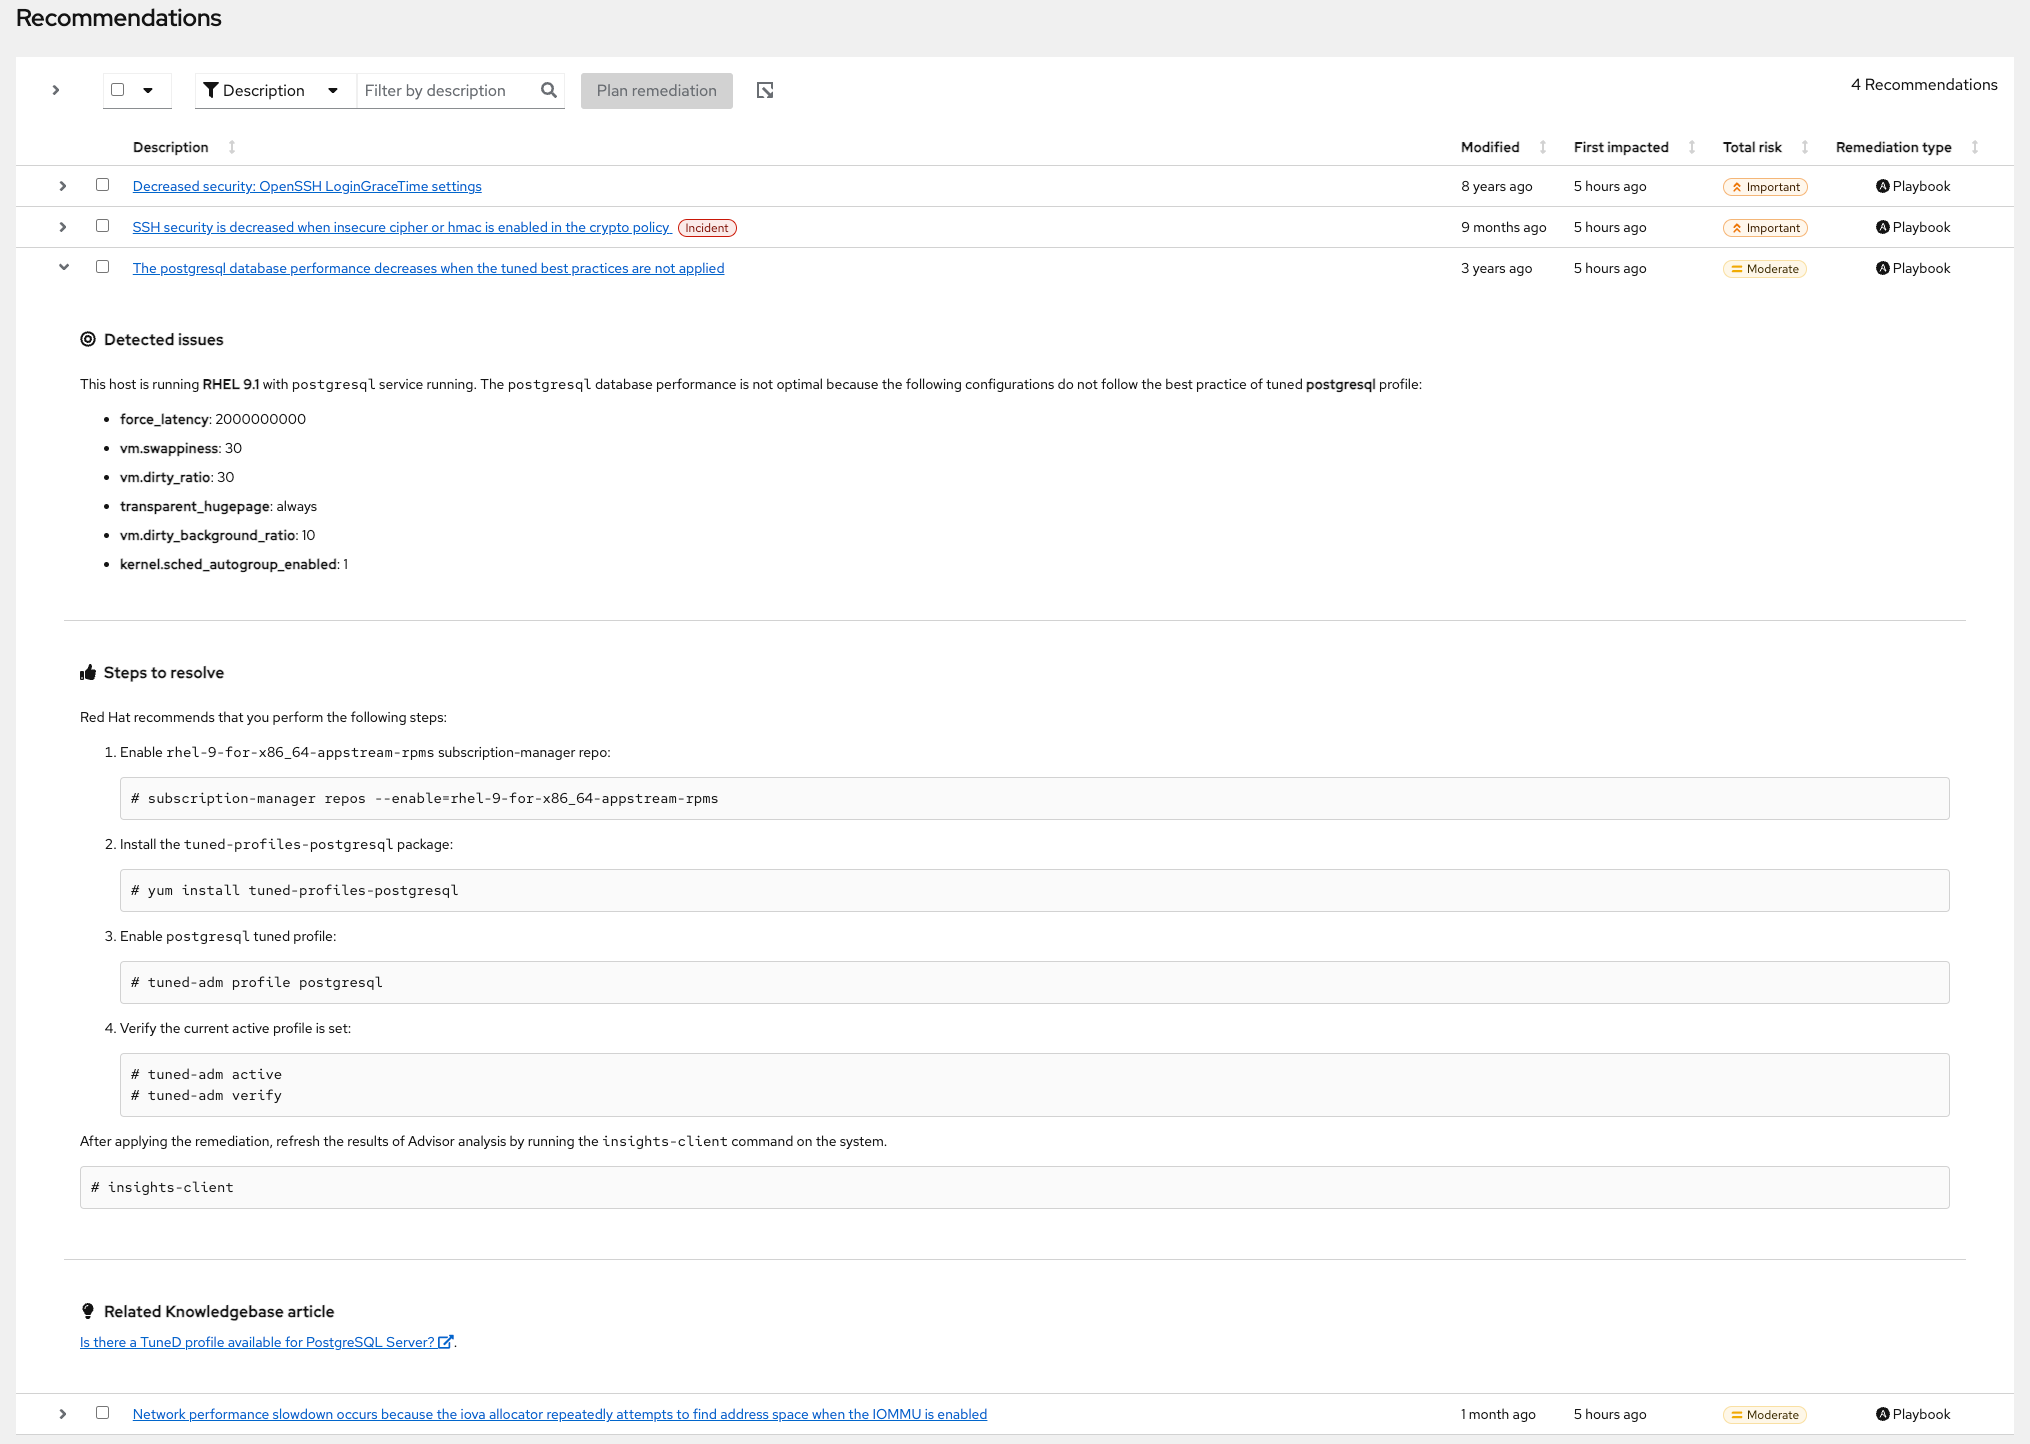 Recommendations
Description
Filter by description
Plan remediation
4 Recommendations
Description Modified First impacted Total risk Remediation type
Decreased security: OpenSSH LoginGraceTime settings 8 years ago 5 hours ago Important Playbook
SSH security is decreased when insecure cipher or hmac is enabled in the crypto policy Incident 9 months ago 5 hours ago Important Playbook
The postgresql database performance decreases when the tuned best practices are not applied 3 years ago 5 hours ago Moderate Playbook
Detected issues
This host is running RHEL 9.1 with postgresql service running. The postgresql database performance is not optimal because the following configurations do not follow the best practice of tuned postgresql profile:
• force_latency: 2000000000
• vm.swappiness: 30
• vm.dirty_ratio: 30
• transparent_hugepage: always
• vm.dirty_background_ratio: 10
• kernel.sched_autogroup_enabled: 1
Steps to resolve
Red Hat recommends that you perform the following steps:
1. Enable rhel-9-for-x86_64-appstream-rpms subscription-manager repo:
# subscription-manager repos --enable=rhel-9-for-x86_64-appstream-rpms
2. Install the tuned-profiles-postgresql package:
# yum install tuned-profiles-postgresql
3. Enable postgresql tuned profile:
# tuned-adm profile postgresql
4. Verify the current active profile is set:
# tuned-adm active
# tuned-adm verify
After applying the remediation, refresh the results of Advisor analysis by running the insights-client command on the system.
# insights-client
Related Knowledgebase article
Is there a TuneD profile available for PostgreSQL Server? .
Network performance slowdown occurs because the iova allocator repeatedly attempts to find address space when the IOMMU is enabled 1 month ago 5 hours ago Moderate Playbook